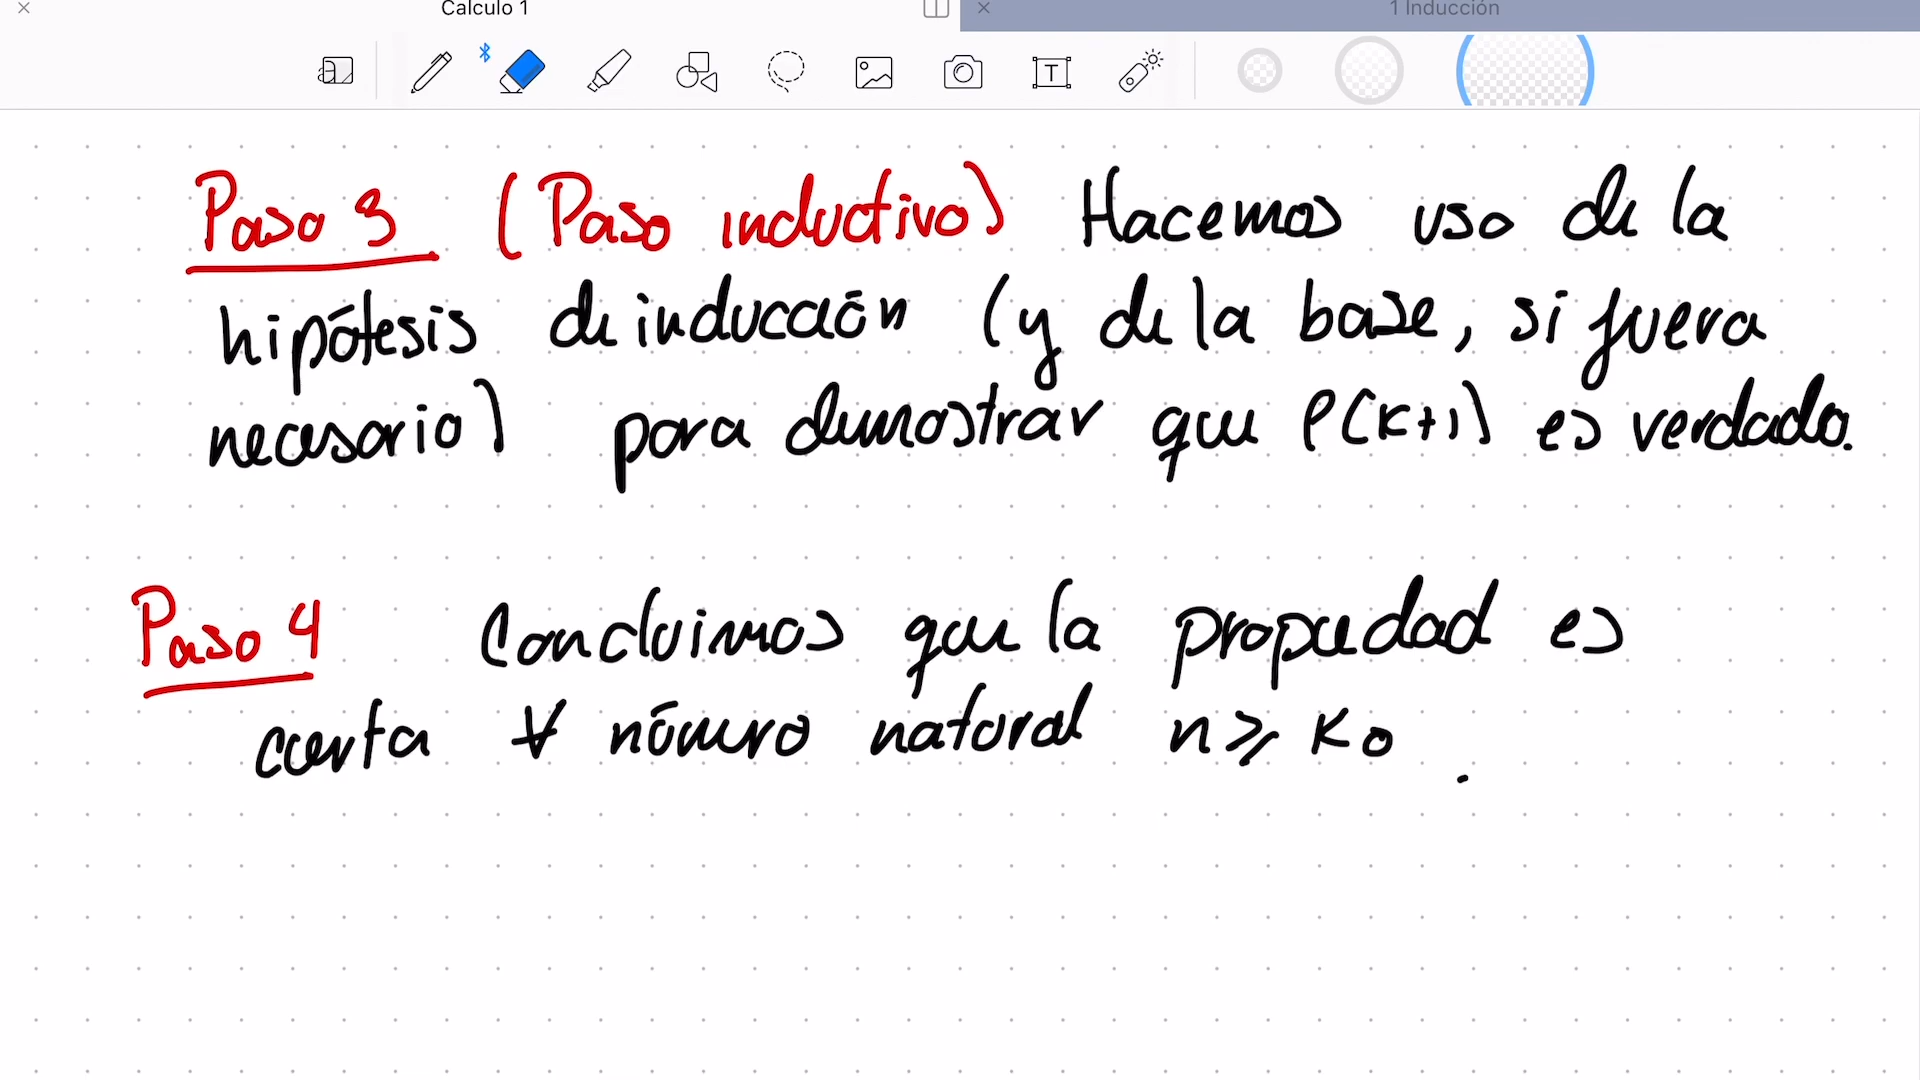 Calculo 1
1 Inducción
Paso 3 (Paso inductivo) Hacemos uso de la
hipótesis de inducción (y de la base, si fuera
necesario) para demostrar que P(K+1) es verdado.
Paso 4 Concluimos que la propiedad es
cierta ∀ número natural n ⩾ K0.